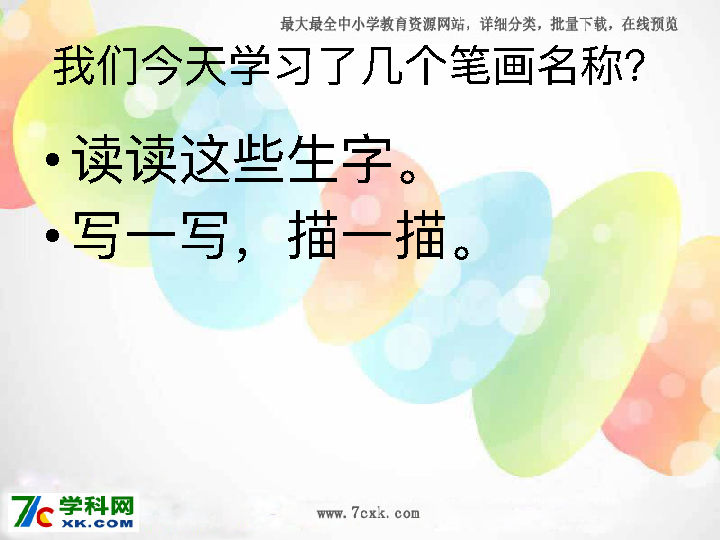 最大最全中小学教育资源网站，详细分类，批量下载，在线预览
我们今天学习了几个笔画名称？
•读读这些生字。
•写一写，描一描。
7c学科网
XK.COM
www.7cxk.com